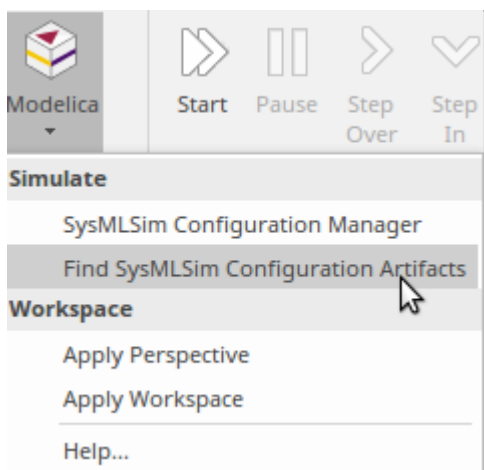 Modelica
Start Pause Step Over Step In
Simulate
SysMLSim Configuration Manager
Find SysMLSim Configuration Artifacts
Workspace
Apply Perspective
Apply Workspace
Help...